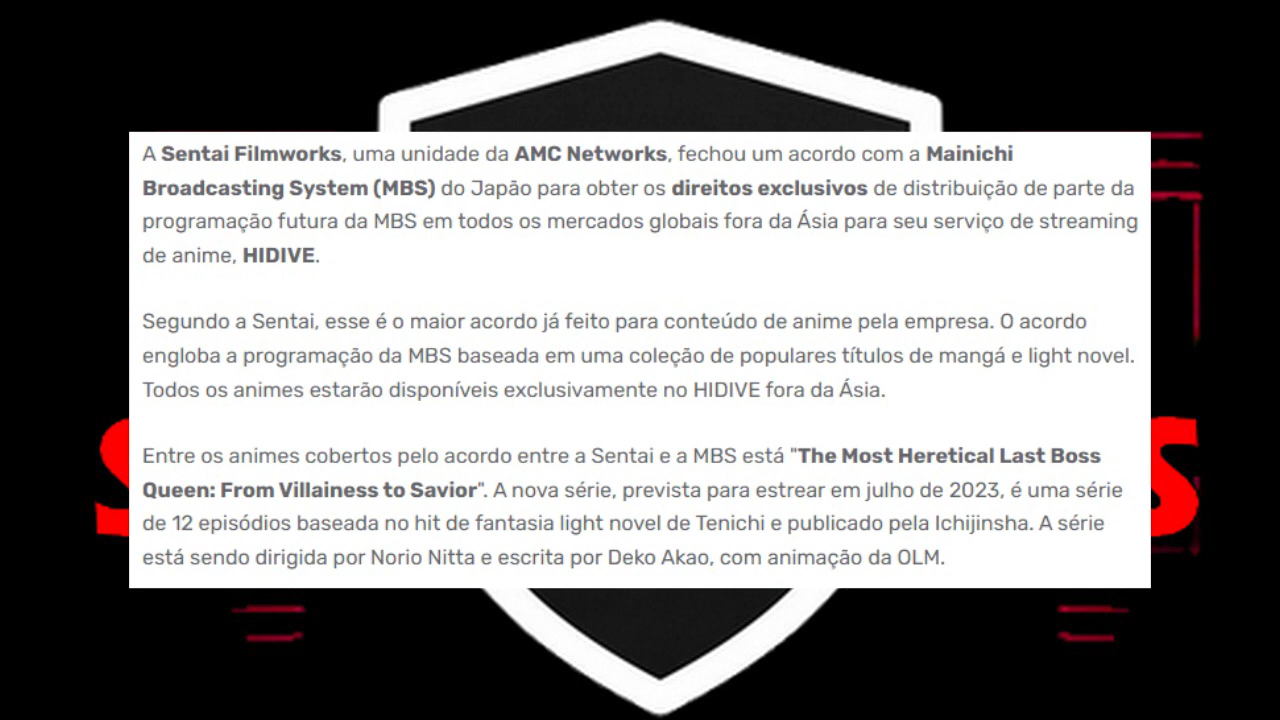 A Sentai Filmworks, uma unidade da AMC Networks, fechou um acordo com a Mainichi
Broadcasting System (MBS) do Japão para obter os direitos exclusivos de distribuição de parte da
programação futura da MBS em todos os mercados globais fora da Ásia para seu serviço de streaming
de anime, HIDIVE.
Segundo a Sentai, esse é o maior acordo já feito para conteúdo de anime pela empresa. O acordo
engloba a programação da MBS baseada em uma coleção de populares títulos de mangá e light novel.
Todos os animes estarão disponíveis exclusivamente no HIDIVE fora da Ásia.
Entre os animes cobertos pelo acordo entre a Sentai e a MBS está "The Most Heretical Last Boss
Queen: From Villainess to Savior". A nova série, prevista para estrear em julho de 2023, é uma série
de 12 episódios baseada no hit de fantasia light novel de Tenichi e publicado pela Ichijinsha. A série
está sendo dirigida por Norio Nitta e escrita por Deko Akao, com animação da OLM.